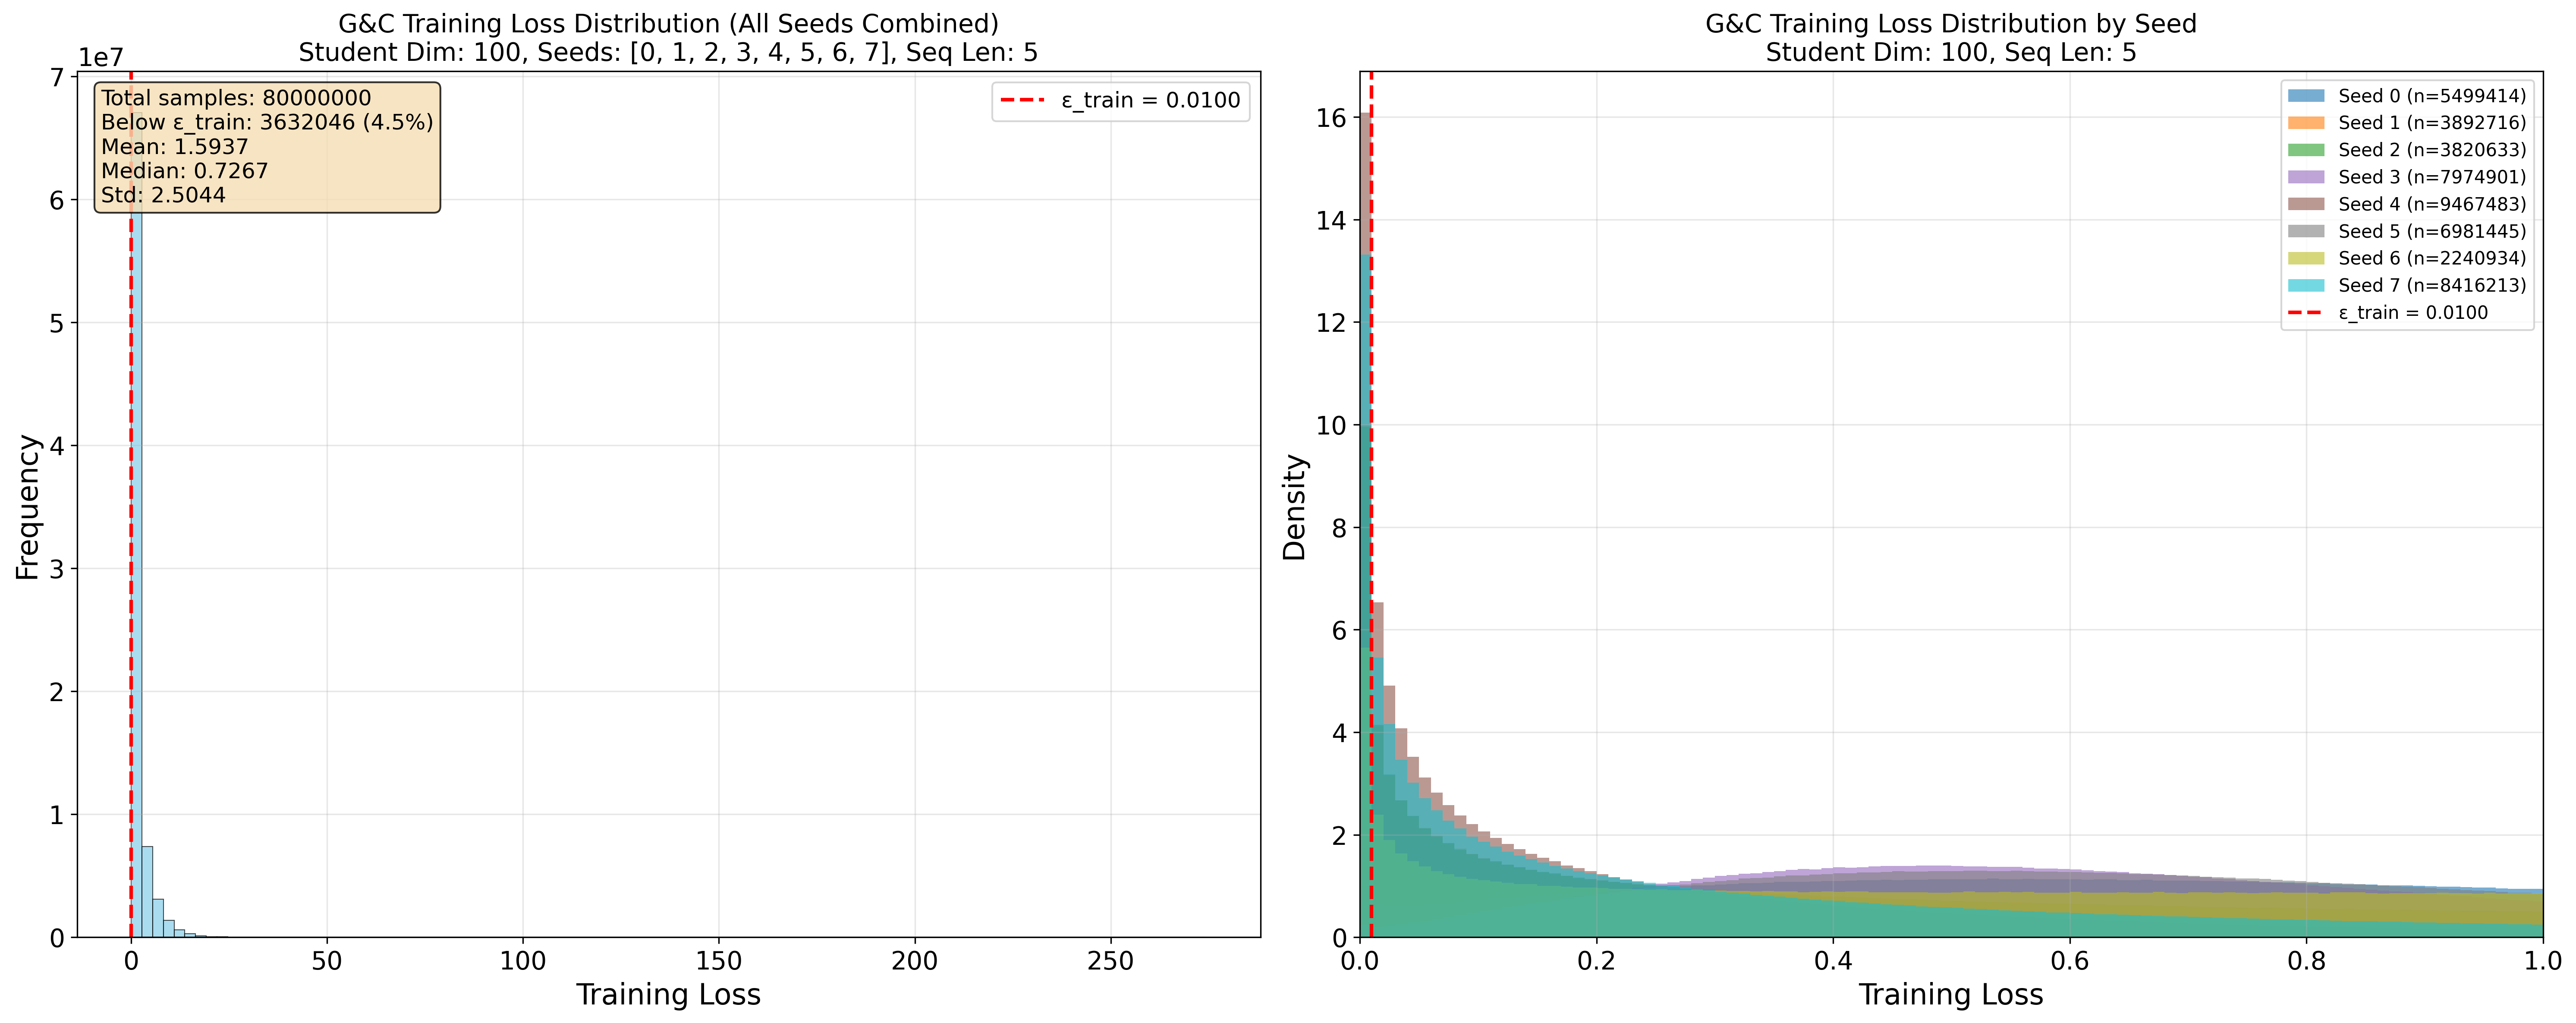 G&C Training Loss Distribution (All Seeds Combined)
Student Dim: 100, Seeds: [0, 1, 2, 3, 4, 5, 6, 7], Seq Len: 5
1e7
7
6
5
4
3
2
1
0
Frequency
Total samples: 80000000
Below ε_train: 3632046 (4.5%)
Mean: 1.5937
Median: 0.7267
Std: 2.5044
ε_train = 0.0100
0 50 100 150 200 250
Training Loss
G&C Training Loss Distribution by Seed
Student Dim: 100, Seq Len: 5
16
14
12
10
8
6
4
2
0
Density
Seed 0 (n=5499414)
Seed 1 (n=3892716)
Seed 2 (n=3820633)
Seed 3 (n=7974901)
Seed 4 (n=9467483)
Seed 5 (n=6981445)
Seed 6 (n=2240934)
Seed 7 (n=8416213)
ε_train = 0.0100
0.0 0.2 0.4 0.6 0.8 1.0
Training Loss